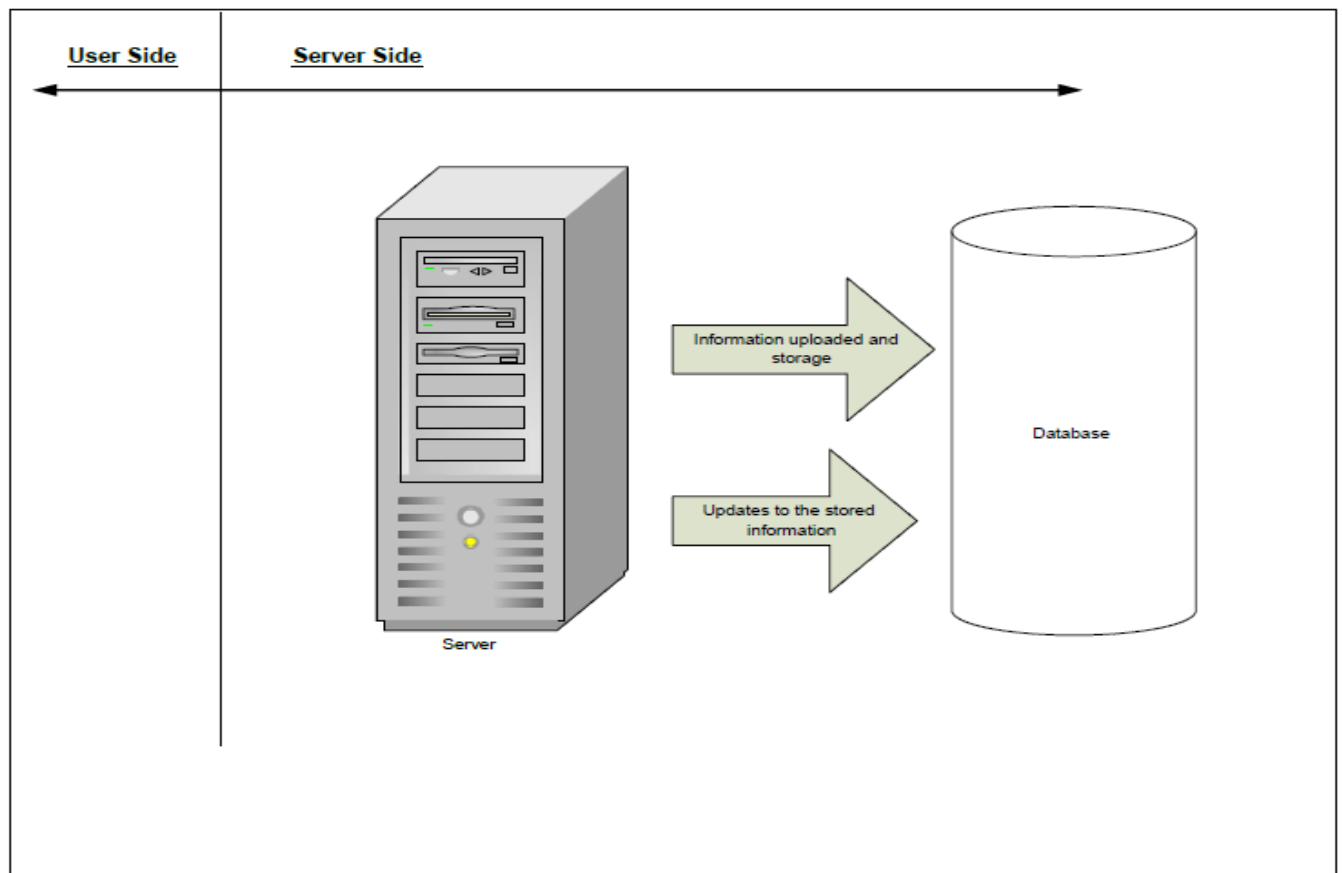 User Side
Server Side
Information uploaded and
storage
Database
Updates to the stored
information
Server